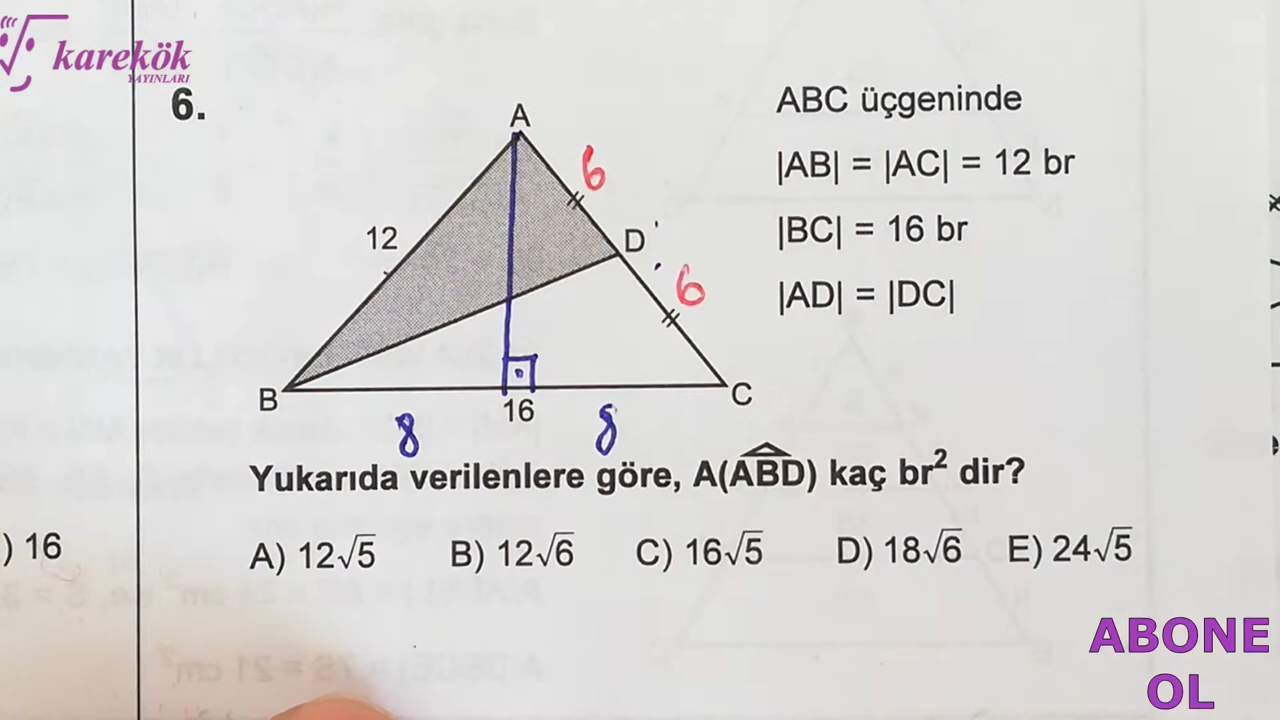 karekök
YAYINLARI
6.
A
6
12
D
6
B
C
16
8
8
ABC üçgeninde
|AB| = |AC| = 12 br
|BC| = 16 br
|AD| = |DC|
Yukarıda verilenlere göre, A(ABD) kaç br² dir?
) 16
A) 12√5 B) 12√6 C) 16√5 D) 18√6 E) 24√5
ABONE
OL